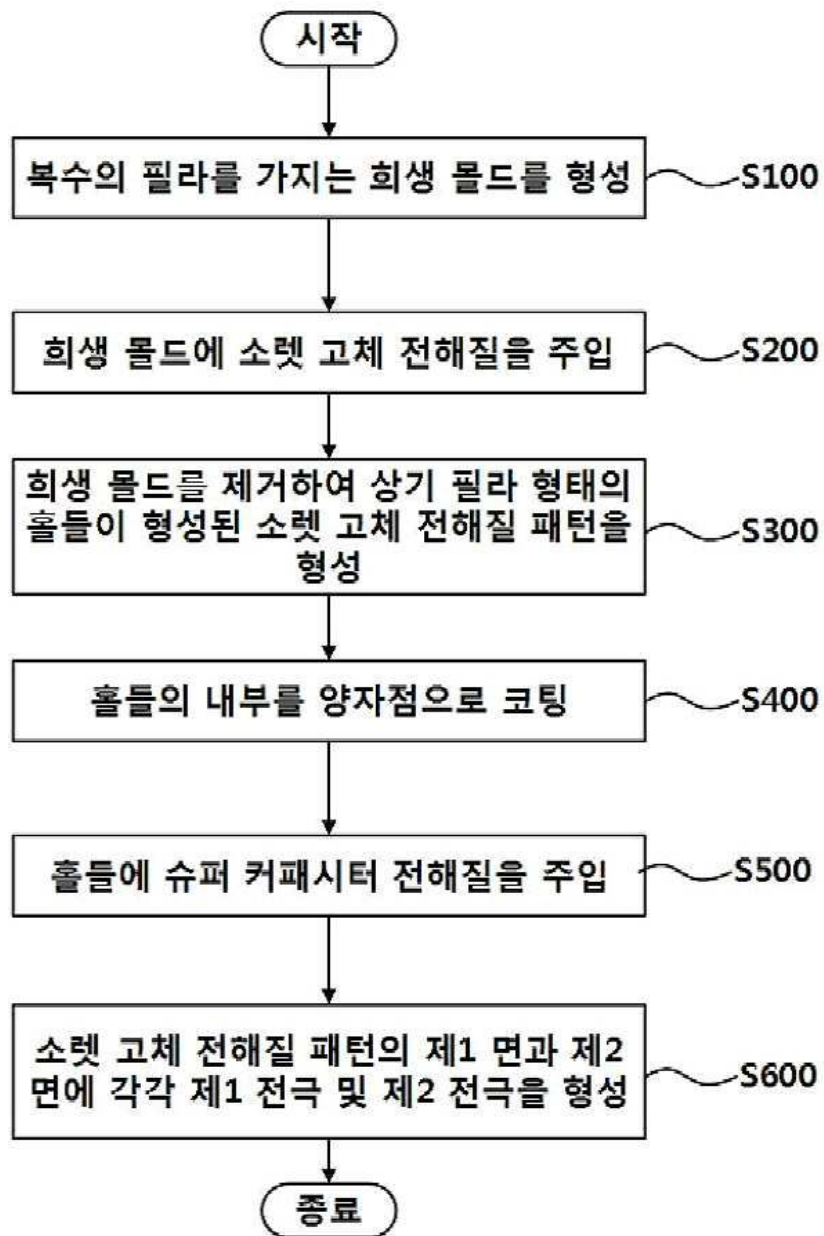 시작
복수의 필라를 가지는 희생 몰드를 형성
S100
희생 몰드에 소렛 고체 전해질을 주입
S200
희생 몰드를 제거하여 상기 필라 형태의
홀들이 형성된 소렛 고체 전해질 패턴을
형성
S300
홀들의 내부를 양자점으로 코팅
S400
홀들에 슈퍼 커패시터 전해질을 주입
S500
소렛 고체 전해질 패턴의 제1 면과 제2
면에 각각 제1 전극 및 제2 전극을 형성
S600
종료